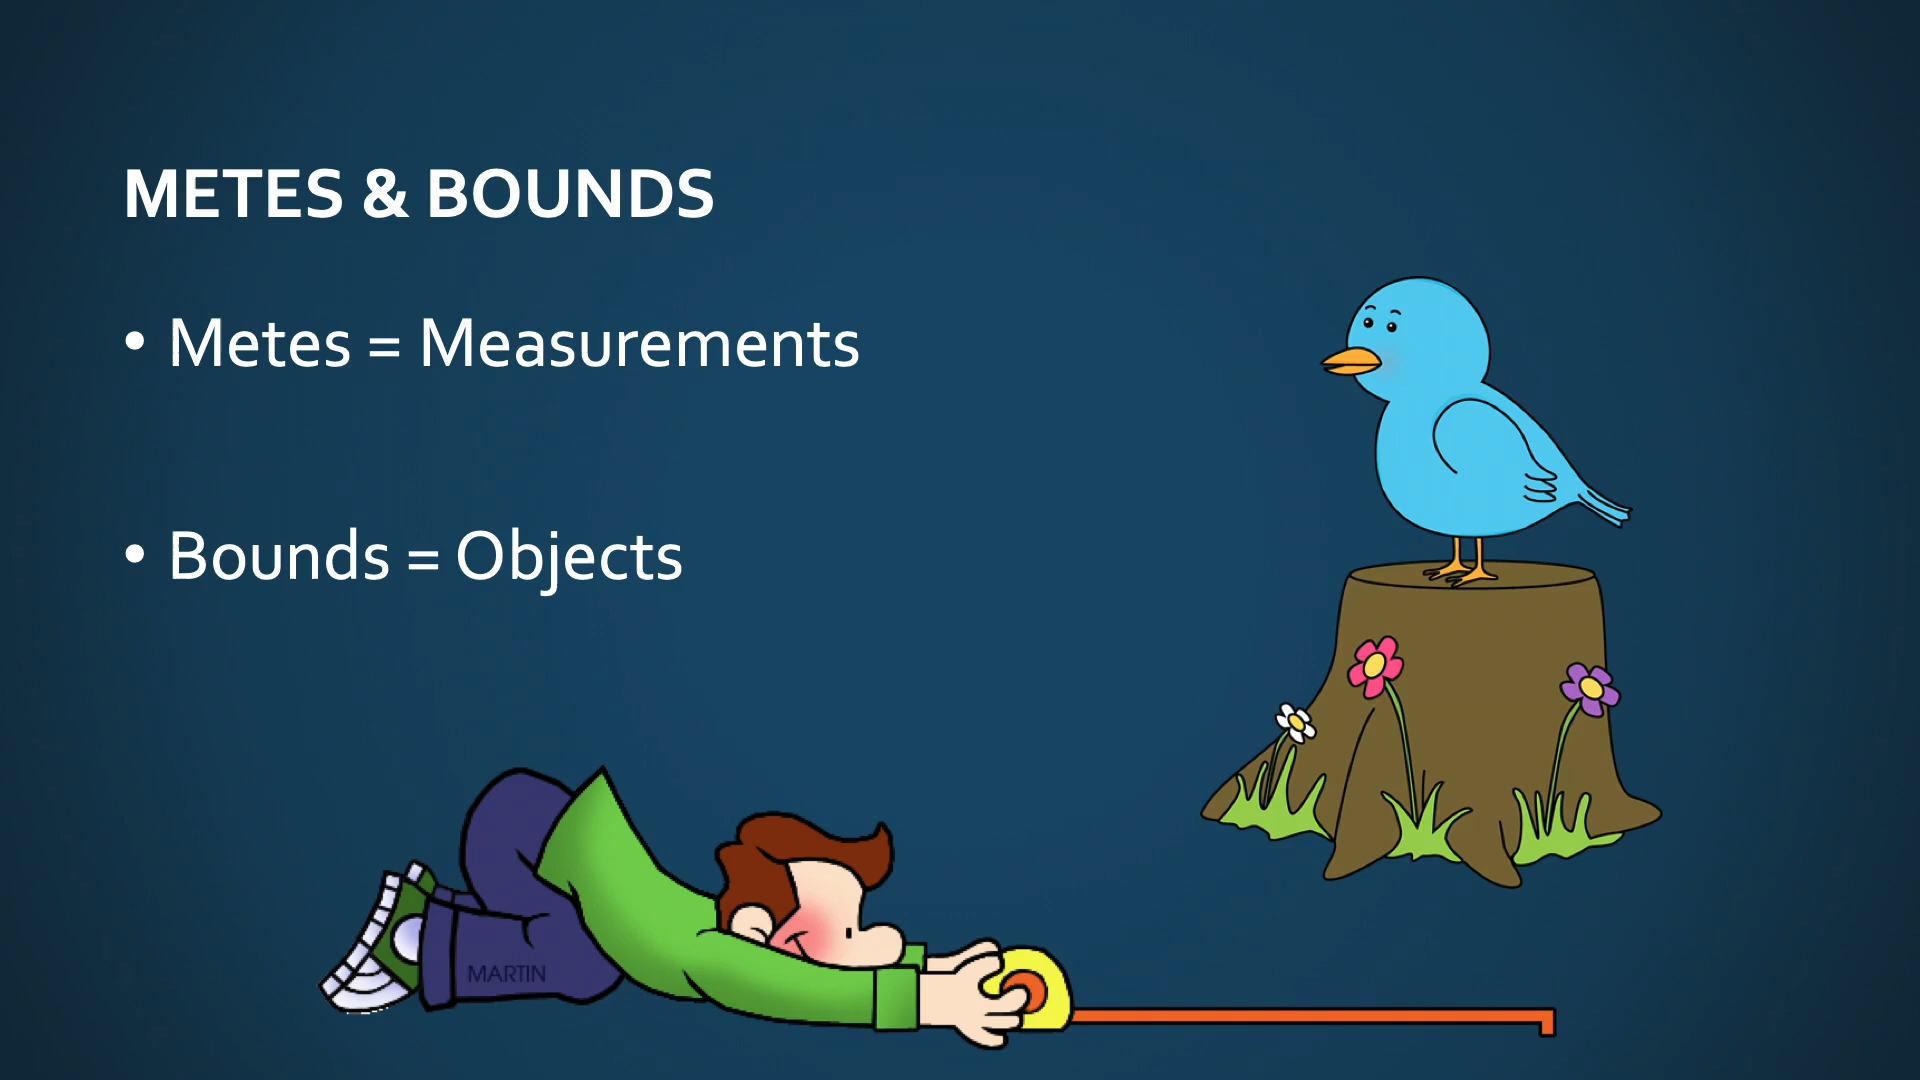 METES & BOUNDS
• Metes = Measurements
• Bounds = Objects
MARTIN